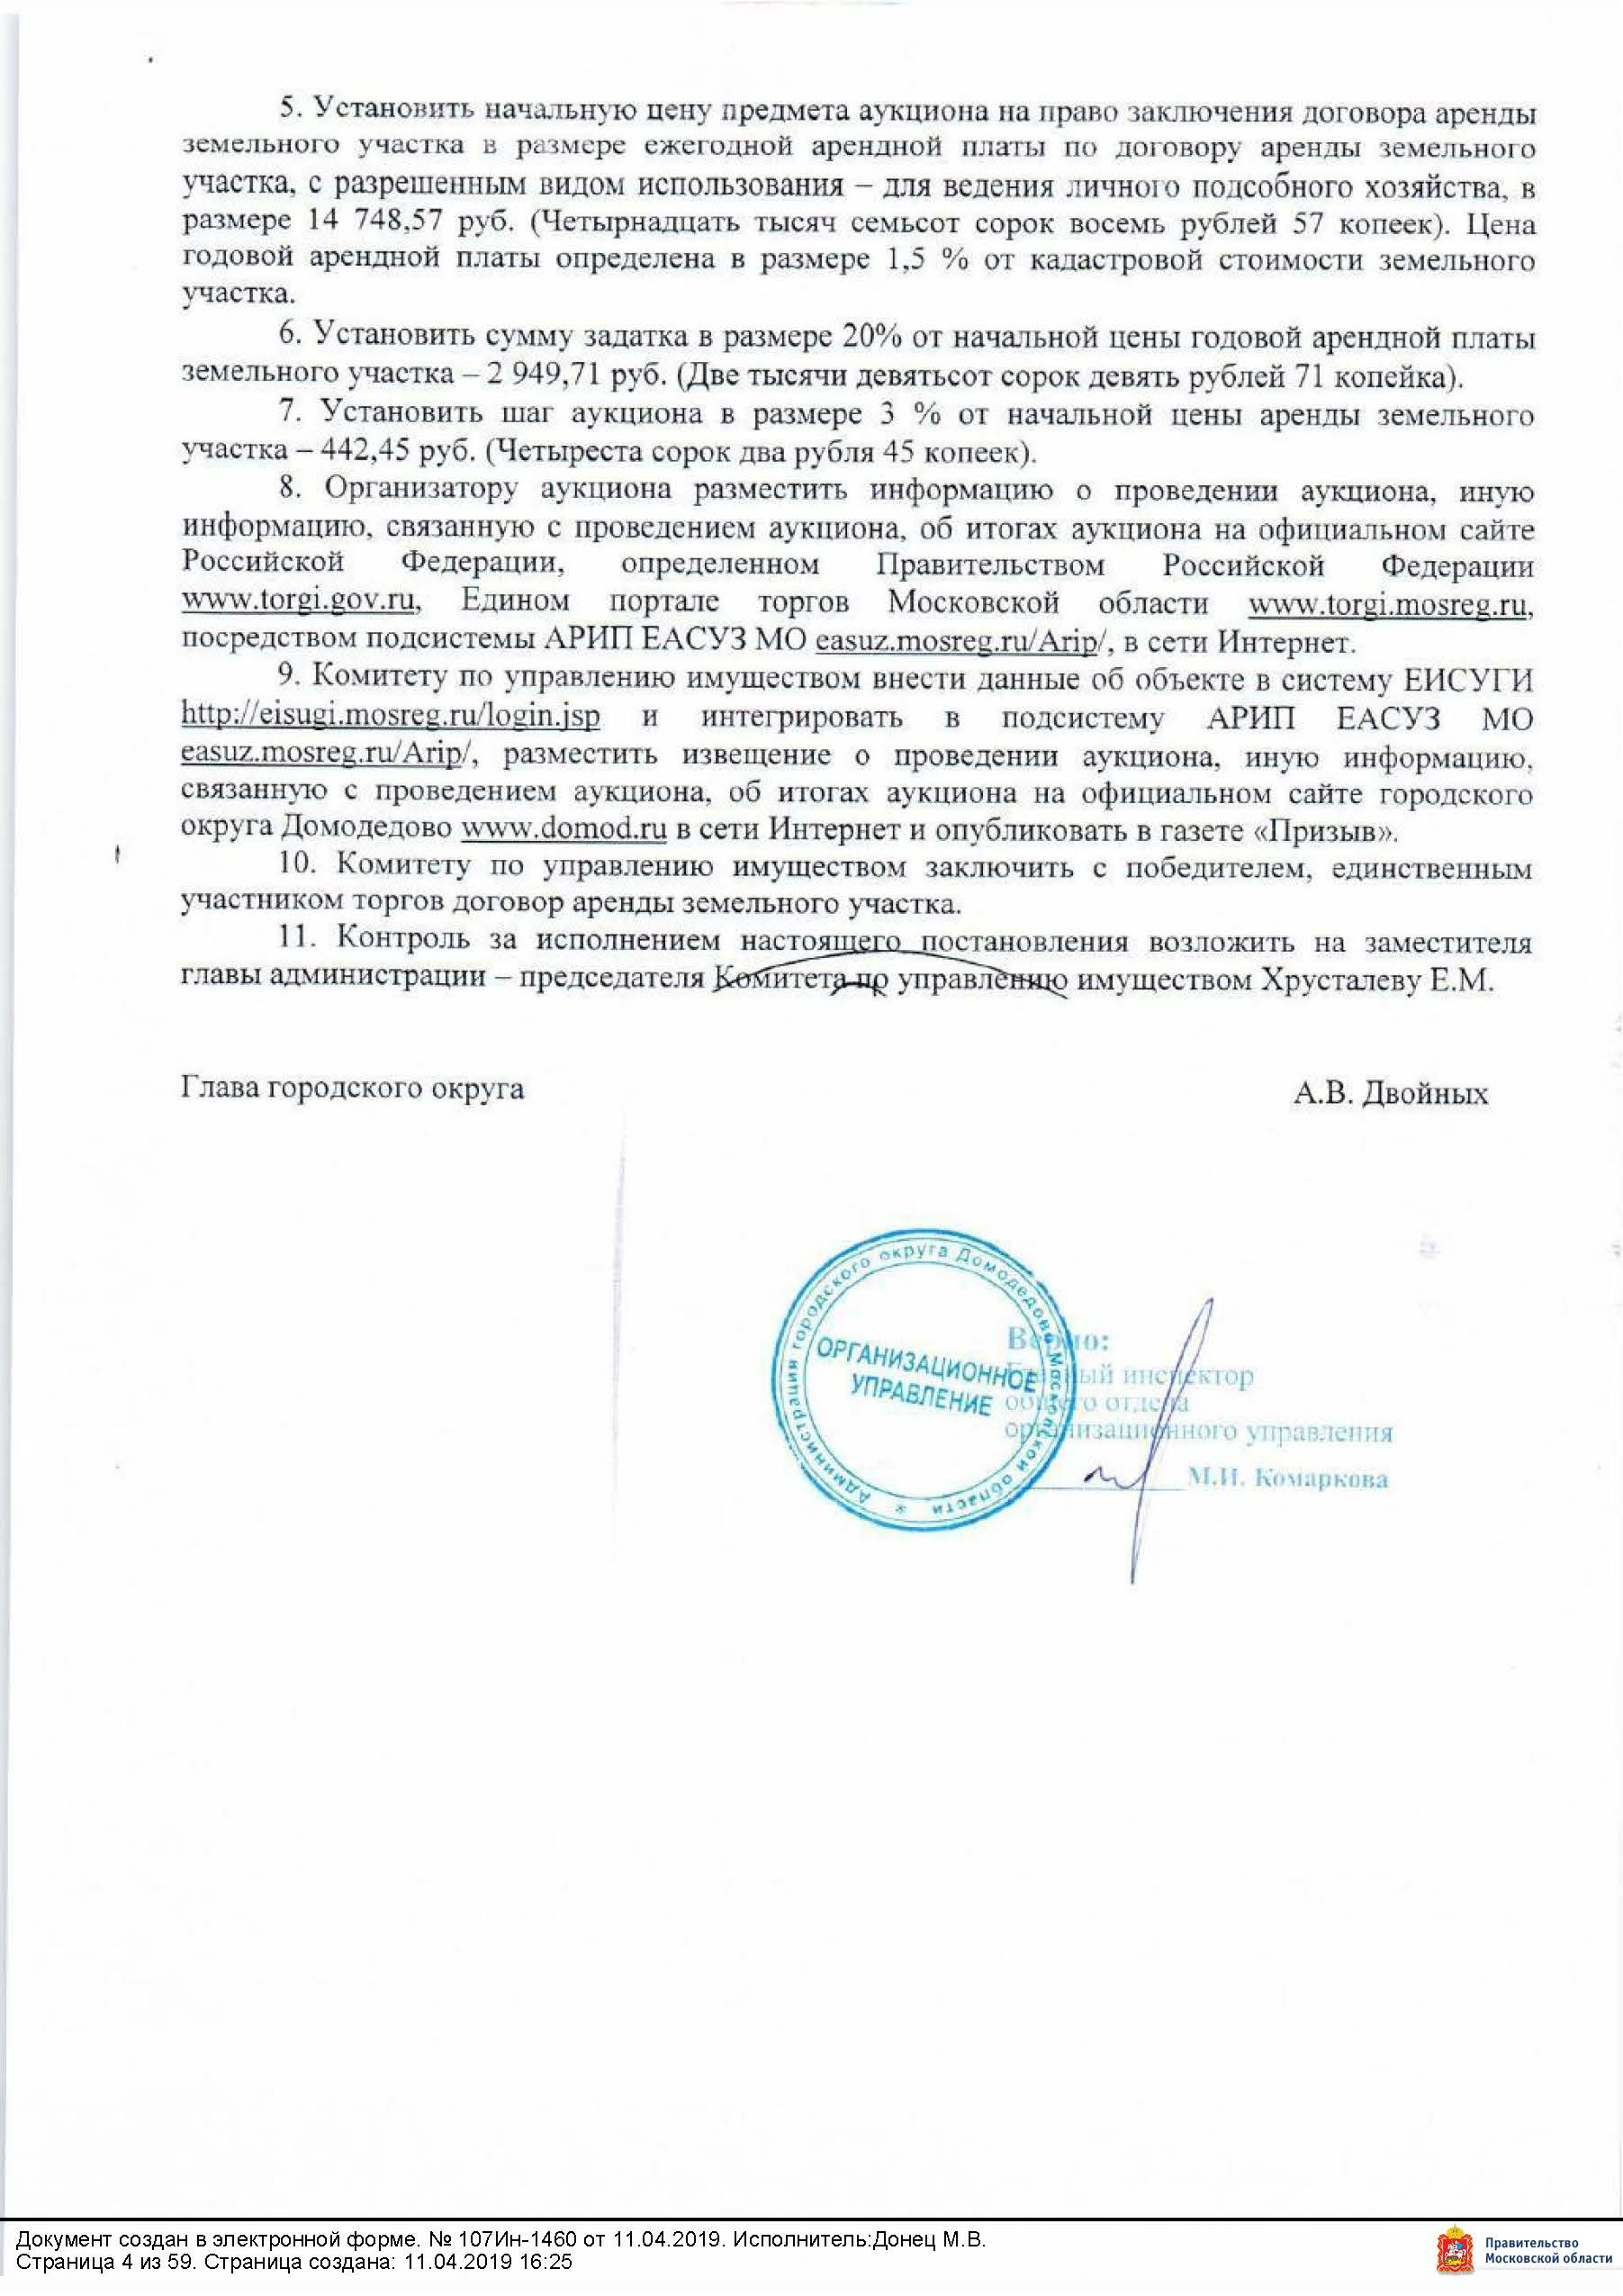 5. Установить начальную цену предмета аукциона на право заключения договора аренды
земельного участка в размере ежегодной арендной платы по договору аренды земельного
участка, с разрешенным видом использования – для ведения личного подсобного хозяйства, в
размере 14 748,57 руб. (Четырнадцать тысяч семьсот сорок восемь рублей 57 копеек). Цена
годовой арендной платы определена в размере 1,5 % от кадастровой стоимости земельного
участка.
6. Установить сумму задатка в размере 20% от начальной цены годовой арендной платы
земельного участка – 2 949,71 руб. (Две тысячи девятьсот сорок девять рублей 71 копейка).
7. Установить шаг аукциона в размере 3 % от начальной цены аренды земельного
участка – 442,45 руб. (Четыреста сорок два рубля 45 копеек).
8. Организатору аукциона разместить информацию о проведении аукциона, иную
информацию, связанную с проведением аукциона, об итогах аукциона на официальном сайте
Российской Федерации, определенном Правительством Российской Федерации
www.torgi.gov.ru, Едином портале торгов Московской области www.torgi.mosreg.ru,
посредством подсистемы АРИП ЕАСУЗ МО easuz.mosreg.ru/Arip/, в сети Интернет.
9. Комитету по управлению имуществом внести данные об объекте в систему ЕИСУГИ
http://eisugi.mosreg.ru/login.jsp и интегрировать в подсистему АРИП ЕАСУЗ МО
easuz.mosreg.ru/Arip/, разместить извещение о проведении аукциона, иную информацию,
связанную с проведением аукциона, об итогах аукциона на официальном сайте городского
округа Домодедово www.domod.ru в сети Интернет и опубликовать в газете «Призыв».
10. Комитету по управлению имуществом заключить с победителем, единственным
участником торгов договор аренды земельного участка.
11. Контроль за исполнением настоящего постановления возложить на заместителя
главы администрации – председателя Комитета по управлению имуществом Хрусталеву Е.М.
Глава городского округа А.В. Двойных
Администрация городского округа Домодедово Московской области *
ОРГАНИЗАЦИОННОЕ
УПРАВЛЕНИЕ
Верно:
Главный инспектор
общего отдела
организационного управления
М.И. Комаркова
Документ создан в электронной форме. № 107Ин-1460 от 11.04.2019. Исполнитель:Донец М.В.
Страница 4 из 59. Страница создана: 11.04.2019 16:25
Правительство
Московской области